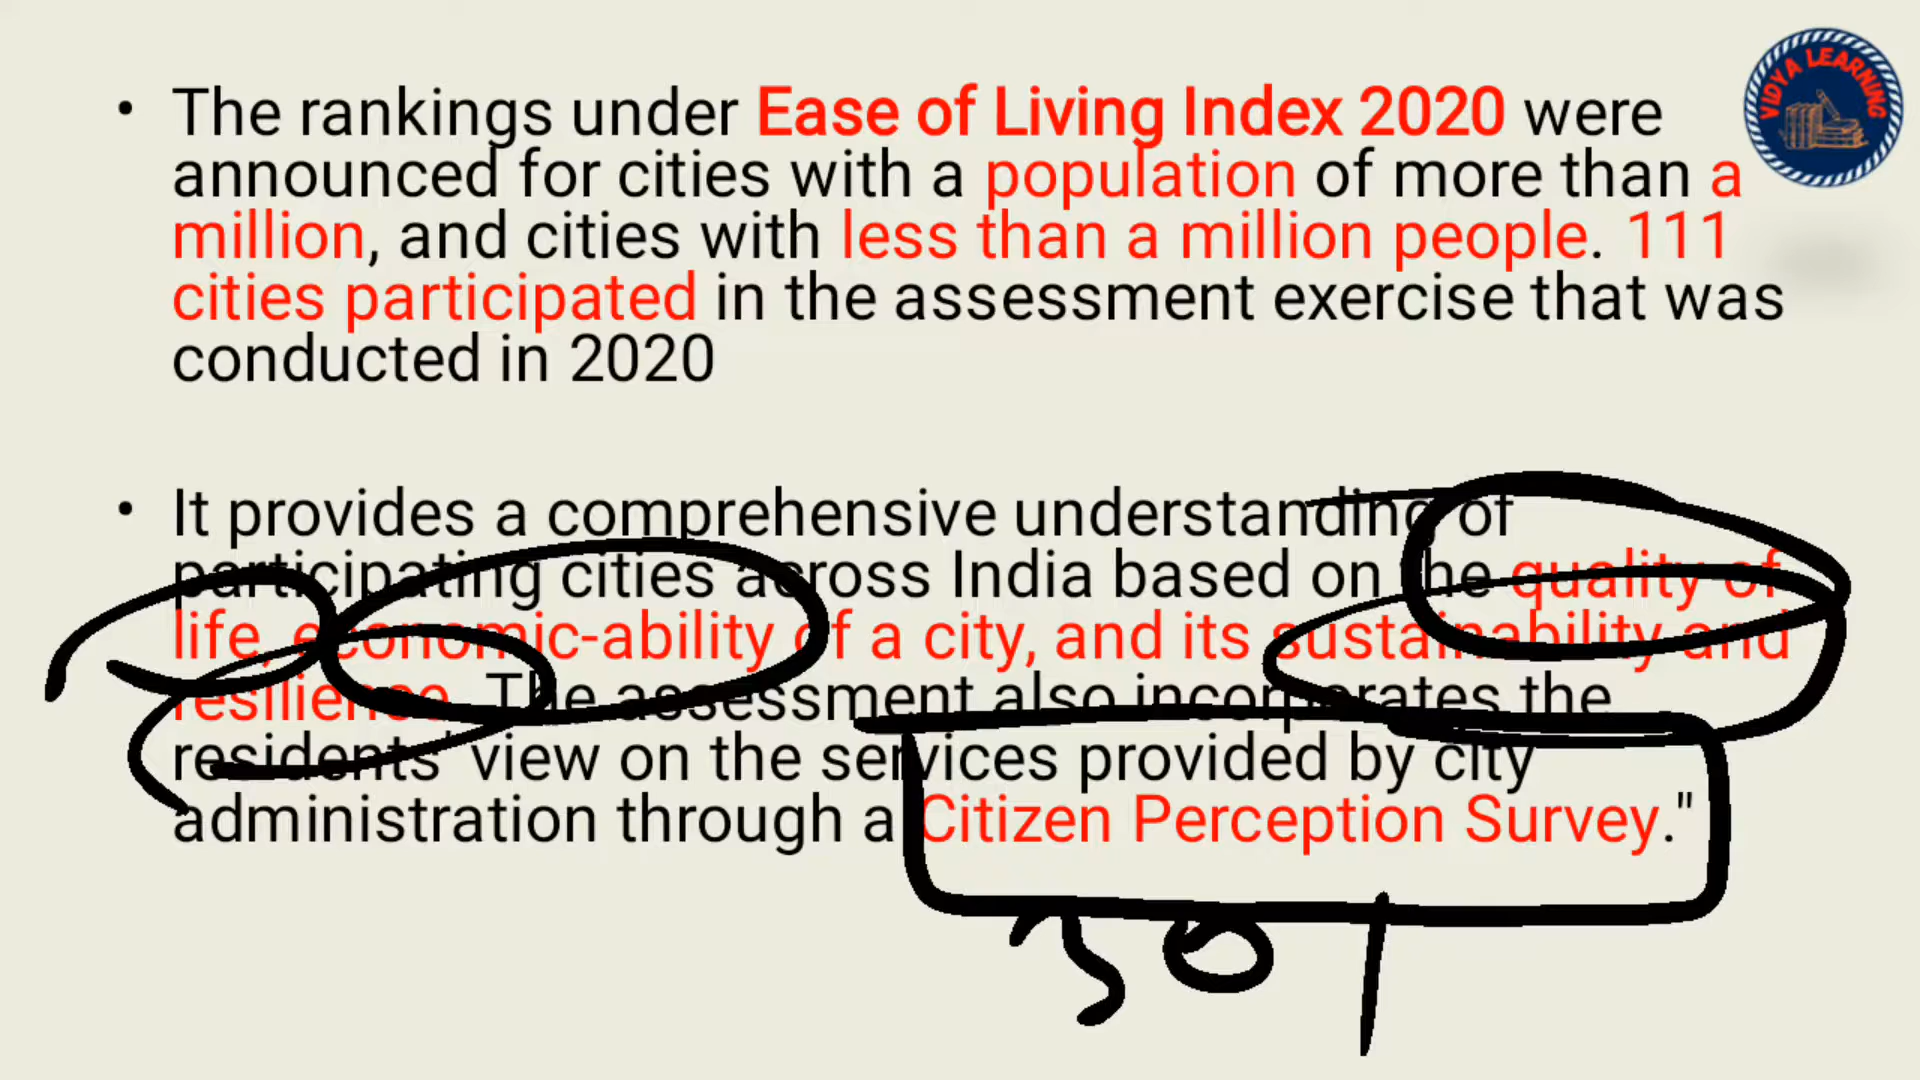 VIDYA LEARNING
• The rankings under Ease of Living Index 2020 were
announced for cities with a population of more than a
million, and cities with less than a million people. 111
cities participated in the assessment exercise that was
conducted in 2020
• It provides a comprehensive understanding of
participating cities across India based on the quality of
life, economic-ability of a city, and its sustainability and
resilience. The assessment also incorporates the
residents' view on the services provided by city
administration through a Citizen Perception Survey."